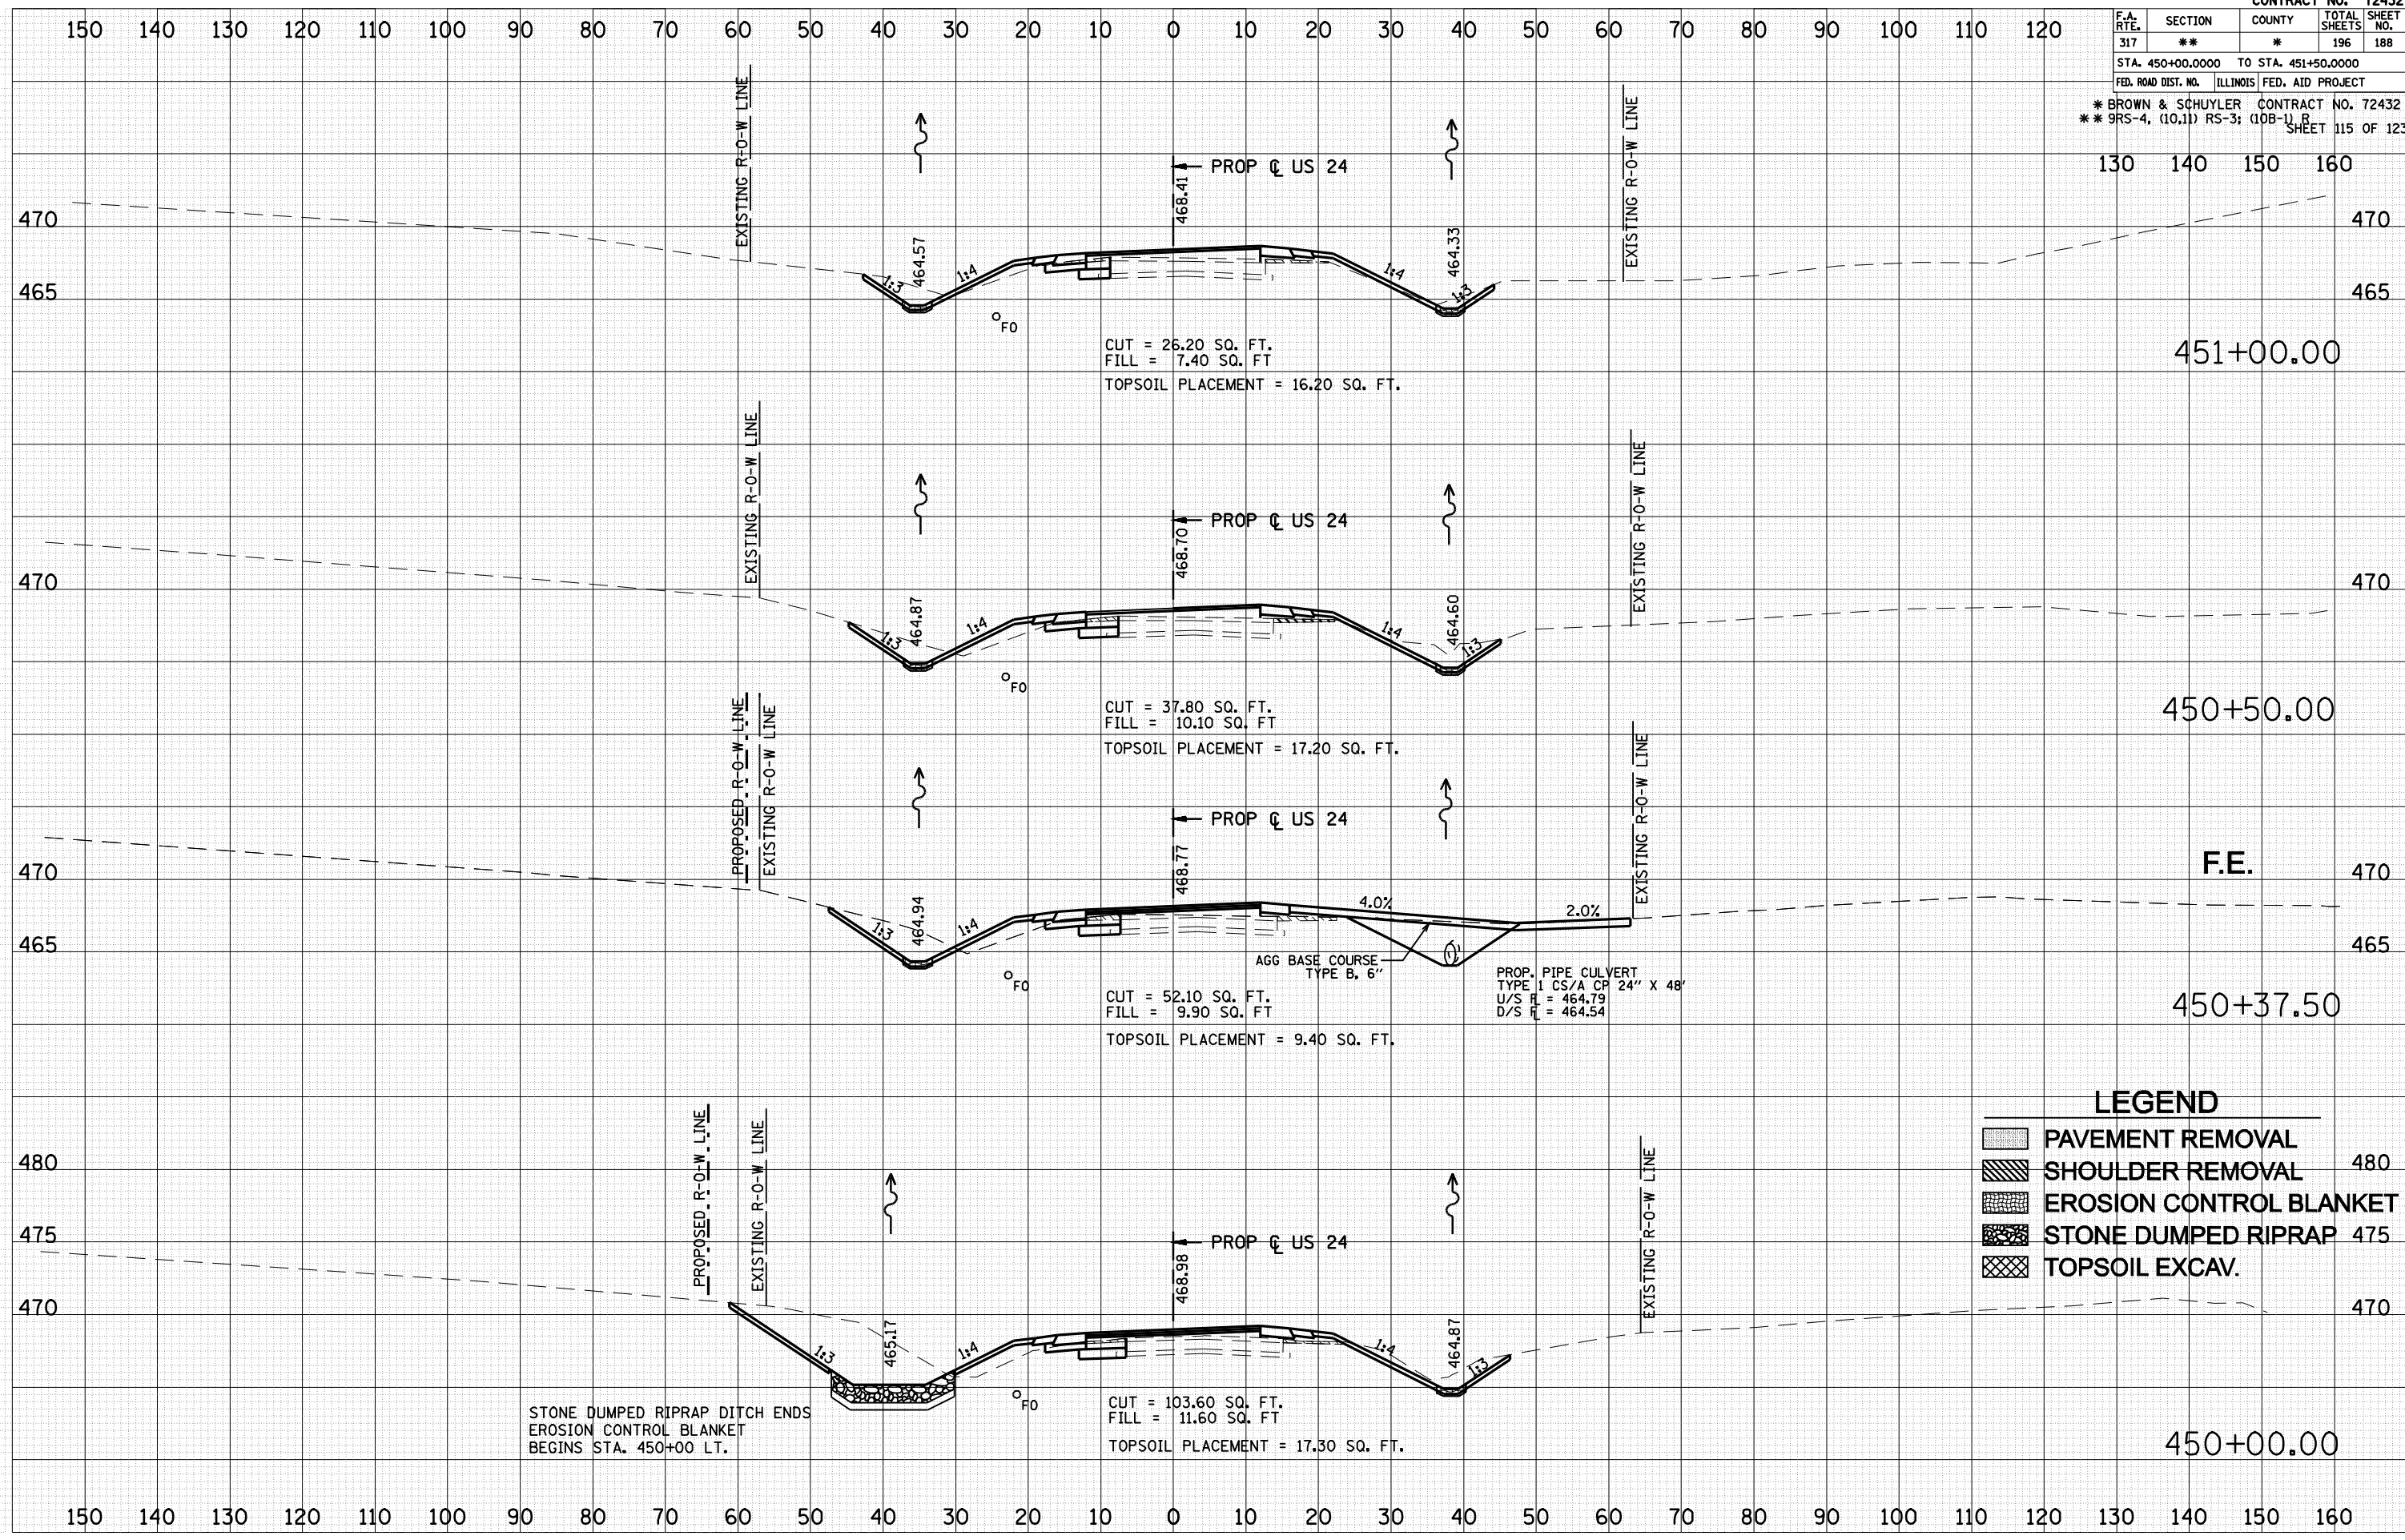 CONTRACT NO. 72432
F.A. RTE. SECTION COUNTY TOTAL SHEETS SHEET NO.
317 ** * 196 188
STA. 450+00.0000 TO STA. 451+50.0000
FED. ROAD DIST. NO. ILLINOIS FED. AID PROJECT
* BROWN & SCHUYLER CONTRACT NO. 72432
** 9RS-4, (10,11) RS-3; (10B-1) R
SHEET 115 OF 123
150 140 130 120 110 100 90 80 70 60 50 40 30 20 10 0 10 20 30 40 50 60 70 80 90 100 110 120
130 140 150 160
EXISTING R-O-W LINE
PROP ℄ US 24
EXISTING R-O-W LINE
468.41
464.57
464.33
470 470
465 465
1:3 1:4 1:4 1:3
FO
CUT = 26.20 SQ. FT.
FILL = 7.40 SQ. FT
TOPSOIL PLACEMENT = 16.20 SQ. FT.
451+00.00
EXISTING R-O-W LINE
PROP ℄ US 24
EXISTING R-O-W LINE
468.70
464.87
464.60
470 470
1:3 1:4 1:4 1:3
FO
CUT = 37.80 SQ. FT.
FILL = 10.10 SQ. FT
TOPSOIL PLACEMENT = 17.20 SQ. FT.
450+50.00
PROPOSED R-O-W LINE
EXISTING R-O-W LINE
PROP ℄ US 24
EXISTING R-O-W LINE
468.77
464.94
F.E.
470 470
465 465
1:3 1:4 4.0% 2.0%
FO
AGG BASE COURSE
TYPE B. 6"
PROP. PIPE CULVERT
TYPE 1 CS/A CP 24" X 48'
U/S FL = 464.79
D/S FL = 464.54
CUT = 52.10 SQ. FT.
FILL = 9.90 SQ. FT
TOPSOIL PLACEMENT = 9.40 SQ. FT.
450+37.50
LEGEND
PAVEMENT REMOVAL
SHOULDER REMOVAL
EROSION CONTROL BLANKET
STONE DUMPED RIPRAP
TOPSOIL EXCAV.
PROPOSED R-O-W LINE
EXISTING R-O-W LINE
PROP ℄ US 24
EXISTING R-O-W LINE
468.98
465.17
464.87
480 480
475 475
470 470
1:3 1:4 1:4 1:3
FO
STONE DUMPED RIPRAP DITCH ENDS
EROSION CONTROL BLANKET
BEGINS STA. 450+00 LT.
CUT = 103.60 SQ. FT.
FILL = 11.60 SQ. FT
TOPSOIL PLACEMENT = 17.30 SQ. FT.
450+00.00
150 140 130 120 110 100 90 80 70 60 50 40 30 20 10 0 10 20 30 40 50 60 70 80 90 100 110 120 130 140 150 160